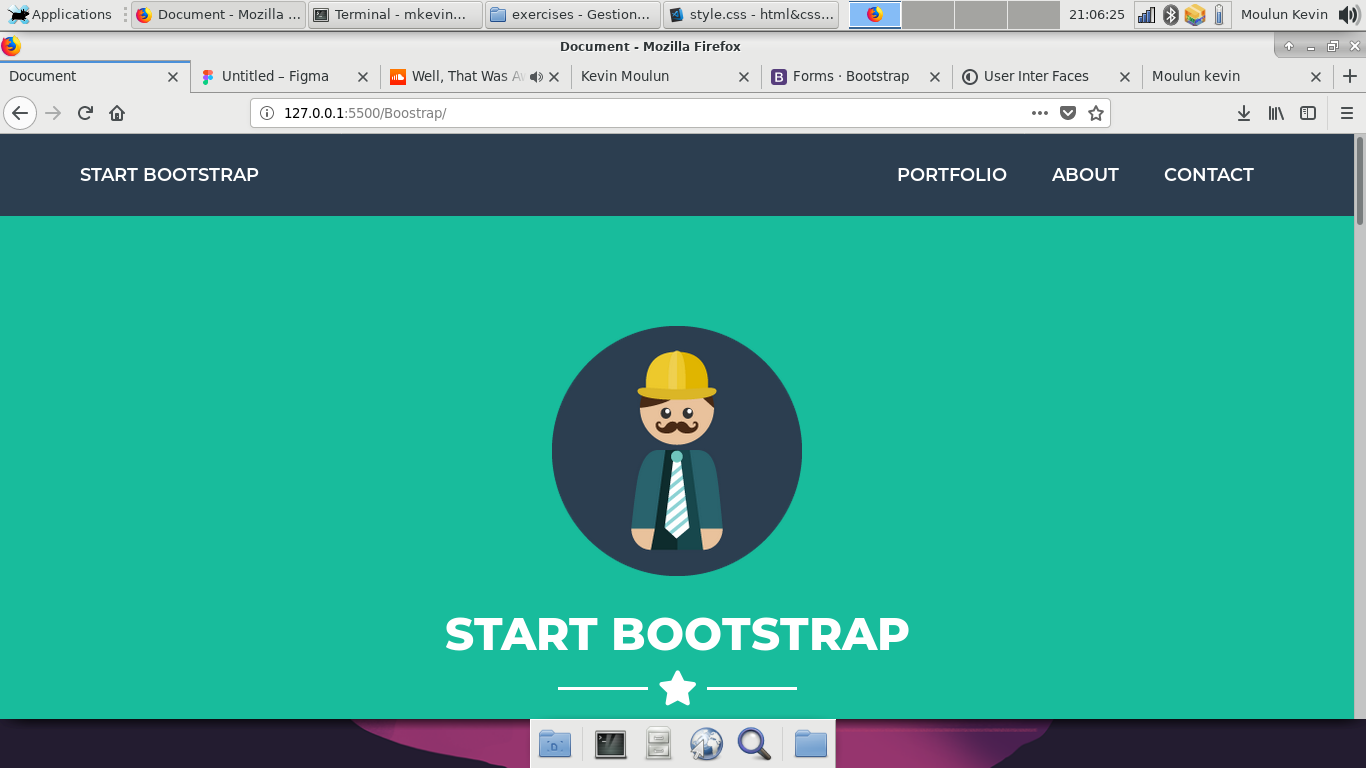 Applications Document - Mozilla ... Terminal - mkevin... exercises - Gestion... style.css - html&css... 21:06:25 Moulun Kevin
Document - Mozilla Firefox
Document Untitled – Figma Well, That Was Aw Kevin Moulun B Forms · Bootstrap User Inter Faces Moulun kevin
127.0.0.1:5500/Boostrap/
START BOOTSTRAP PORTFOLIO ABOUT CONTACT
START BOOTSTRAP